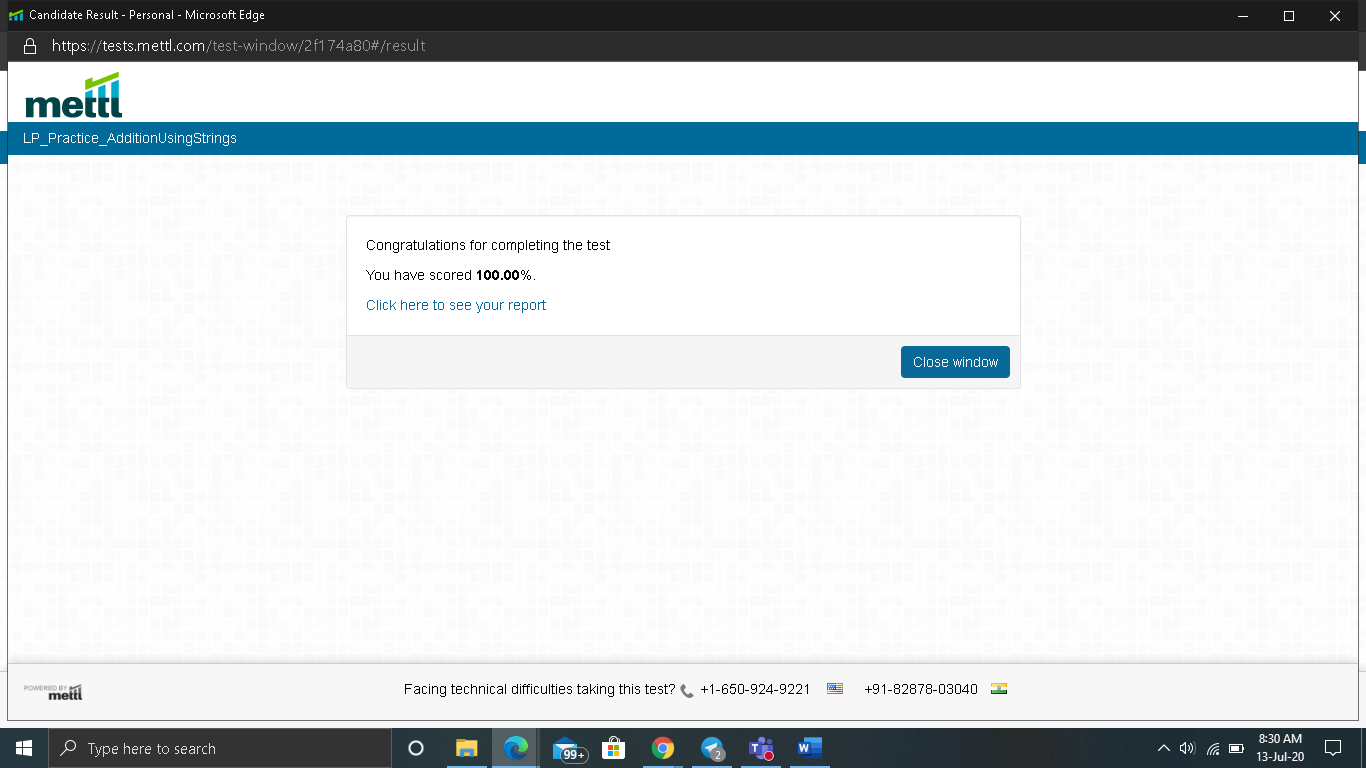 Candidate Result - Personal - Microsoft Edge
https://tests.mettl.com/test-window/2f174a80#/result
mettl
LP_Practice_AdditionUsingStrings
Congratulations for completing the test
You have scored 100.00%.
Click here to see your report
Close window
POWERED BY mettl
Facing technical difficulties taking this test? +1-650-924-9221 +91-82878-03040
Type here to search
99+
2
8:30 AM
13-Jul-20